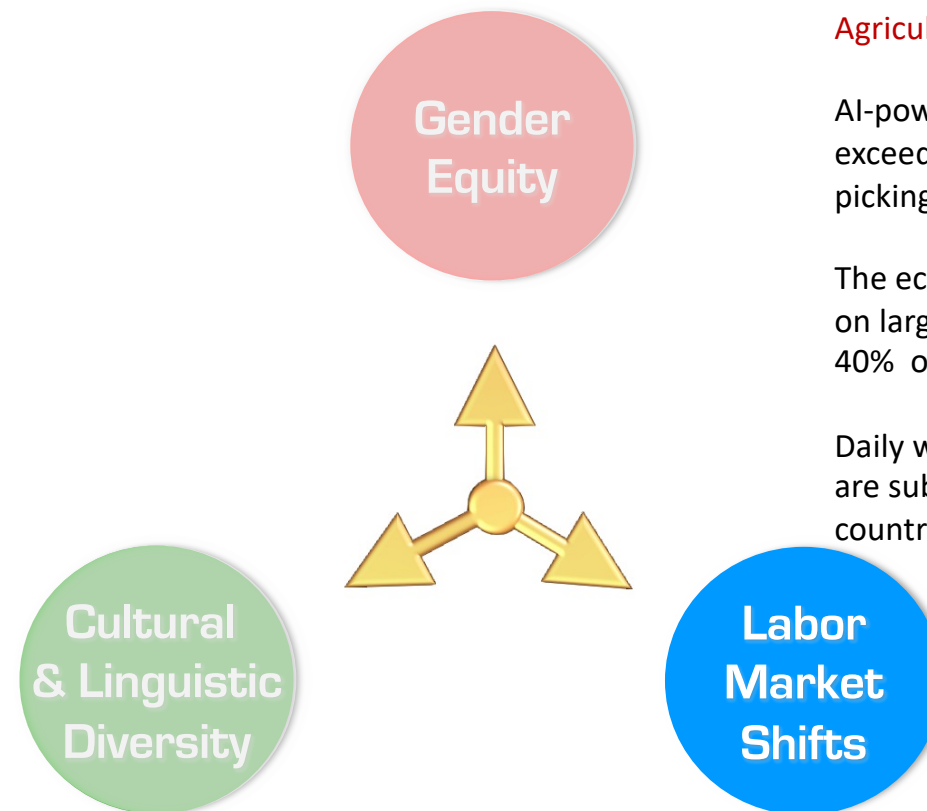 Gender
Equity
Agricul
AI-pow
exceed
picking
The ec
on larg
40% o
Daily w
are sub
countr
Cultural
& Linguistic
Diversity
Labor
Market
Shifts